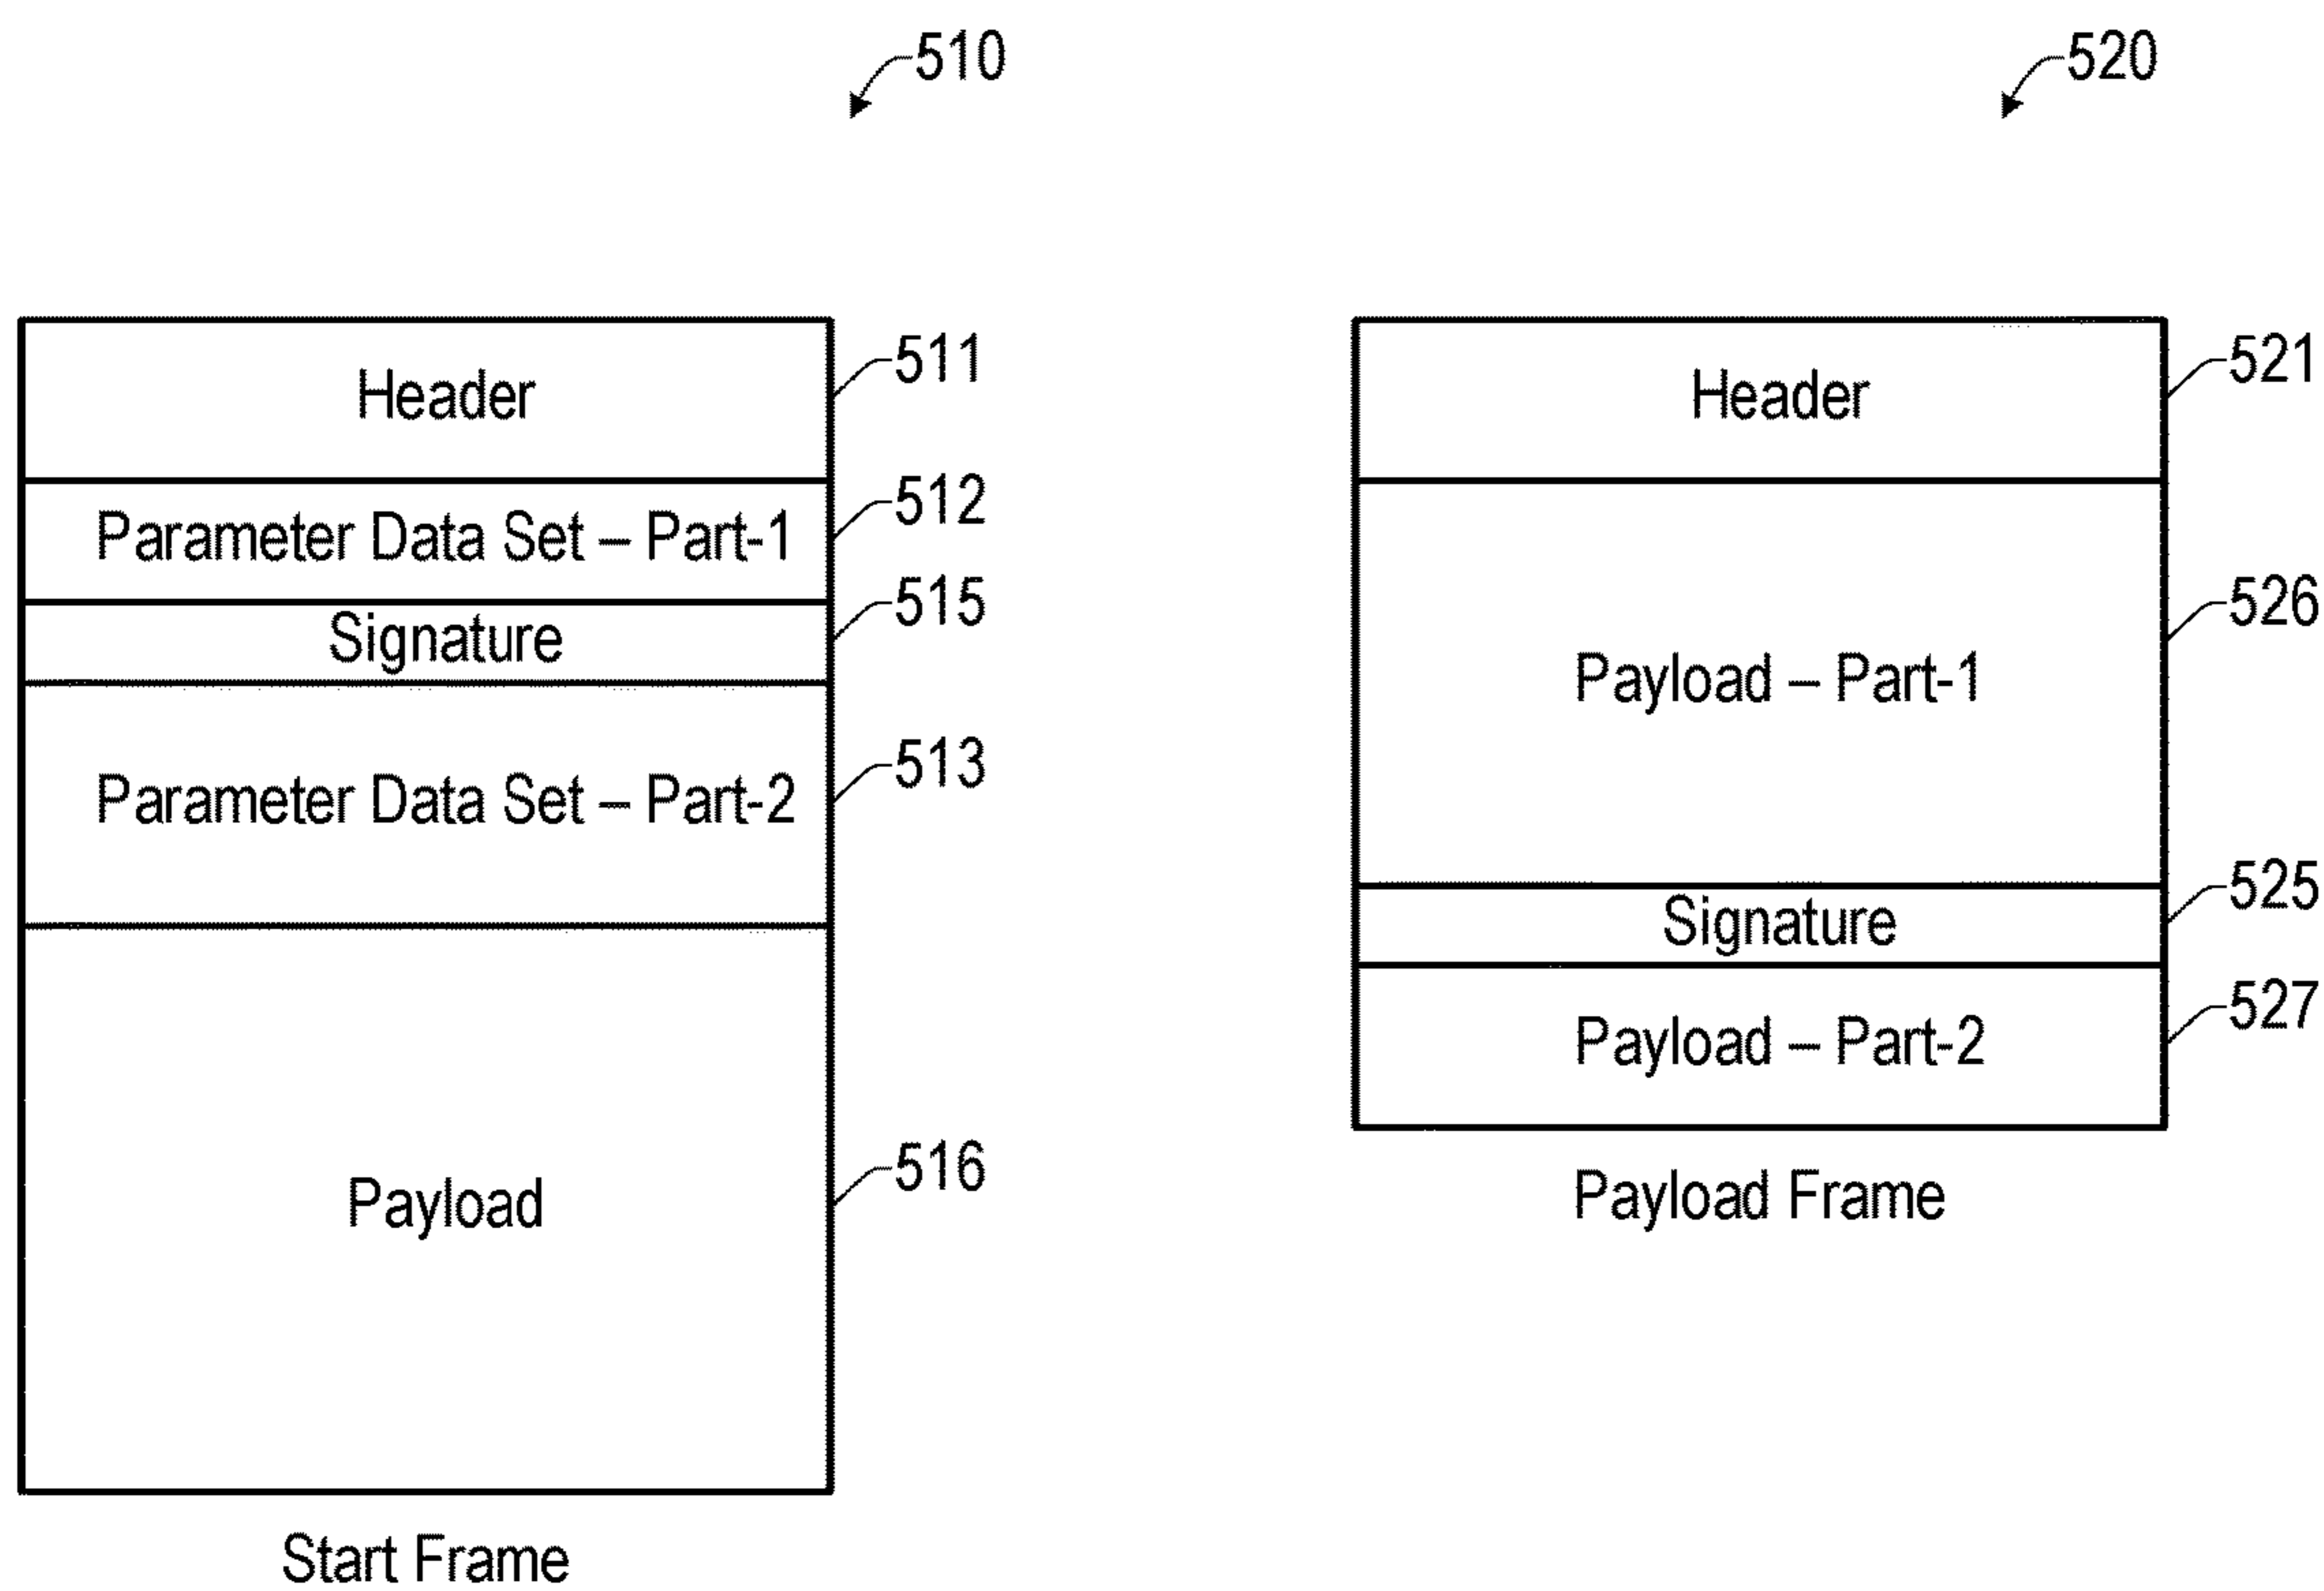 510
Header
511
Parameter Data Set – Part-1
512
Signature
515
Parameter Data Set – Part-2
513
Payload
516
Start Frame
520
Header
521
Payload – Part-1
526
Signature
525
Payload – Part-2
527
Payload Frame